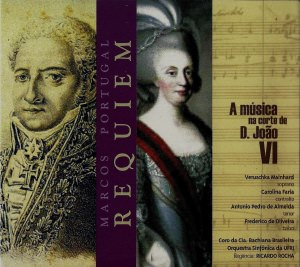 MARCOS PORTUGAL
REQUIEM
A música
na corte de
D. João
VI
Veruschka Mainhard
soprano
Carolina Faria
contralto
Antonio Pedro de Almeida
tenor
Frederico de Oliveira
baixo
Coro da Cia. Bachiana Brasileira
Orquestra Sinfônica da UFRJ
Regência: RICARDO ROCHA